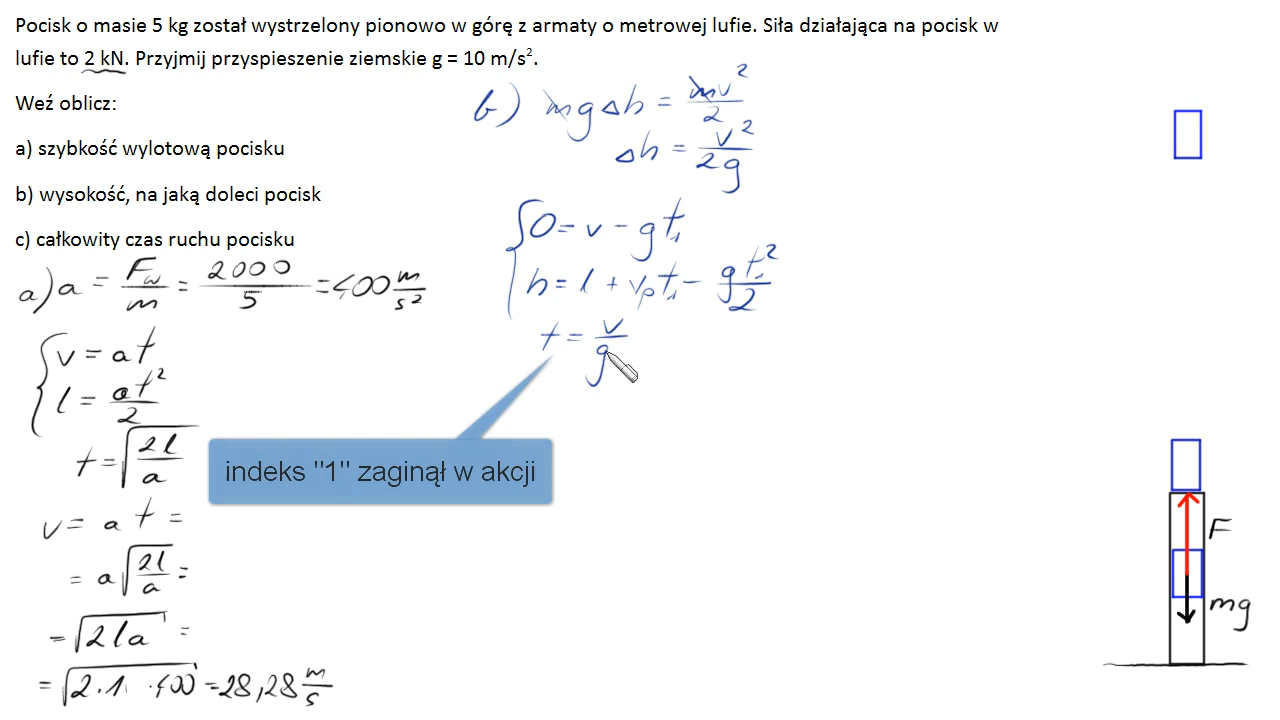 Pocisk o masie 5 kg został wystrzelony pionowo w górę z armaty o metrowej lufie. Siła działająca na pocisk w
lufie to 2 kN. Przyjmij przyspieszenie ziemskie g = 10 m/s².
Weź oblicz:
a) szybkość wylotową pocisku
b) wysokość, na jaką doleci pocisk
c) całkowity czas ruchu pocisku
a) a = F_w/m = 2000/5 = 400 m/s²
v = at
l = at²/2
t = √(2l/a)
v = a t =
= a√(2l/a) =
= √(2la) =
= √(2·1·400) = 28,28 m/s
b) mgΔh = mv²/2
Δh = v²/2g
0 = v - gt₁
h = l + v_p t₁ - gt₁²/2
t = v/g
indeks "1" zaginął w akcji
F
mg